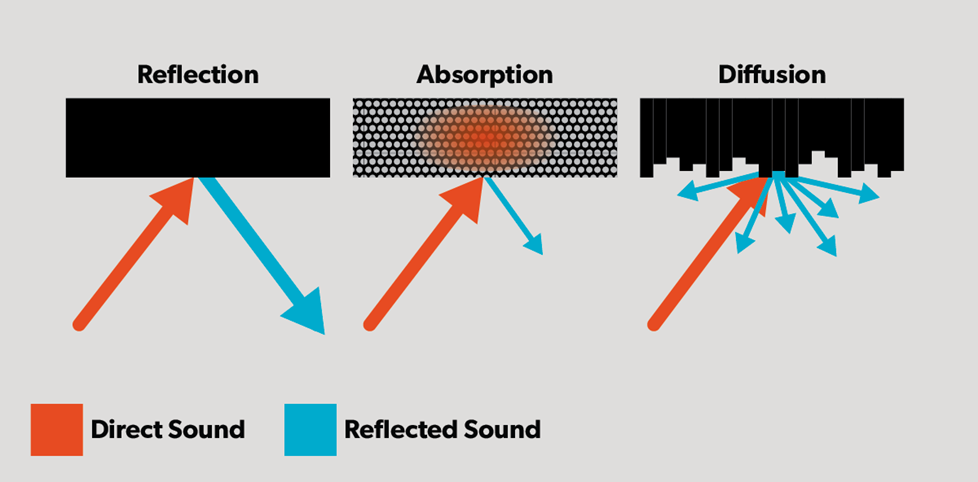 Reflection
Absorption
Diffusion
Direct Sound
Reflected Sound